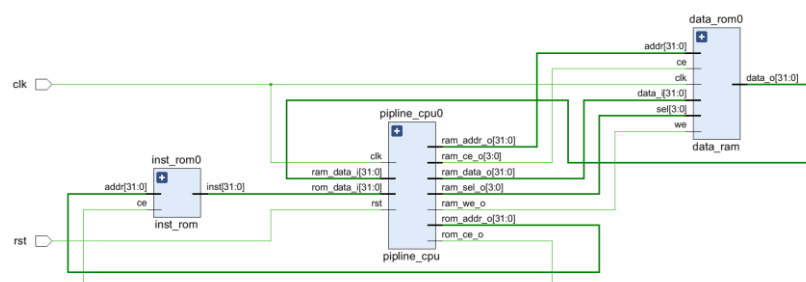 data_rom0
addr[31:0]
ce
clk
clk
data_o[31:0]
data_i[31:0]
sel[3:0]
we
data_ram
pipline_cpu0
clk
ram_data_i[31:0]
rom_data_i[31:0]
rst
ram_addr_o[31:0]
ram_ce_o[3:0]
ram_data_o[31:0]
ram_sel_o[3:0]
ram_we_o
rom_addr_o[31:0]
rom_ce_o
pipline_cpu
inst_rom0
addr[31:0]
inst[31:0]
ce
inst_rom
rst